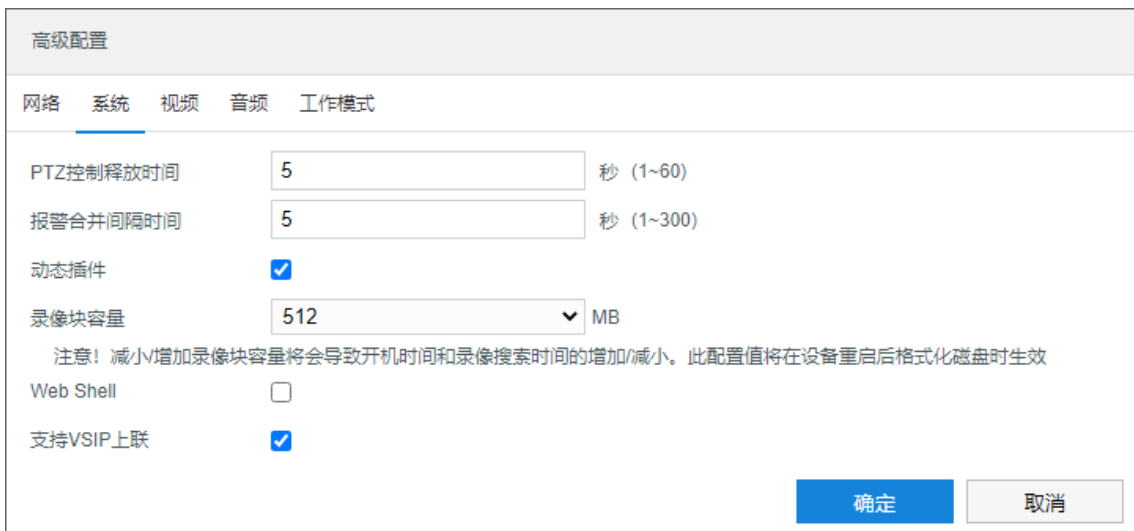 高级配置
网络 系统 视频 音频 工作模式
PTZ控制释放时间 5 秒 (1~60)
报警合并间隔时间 5 秒 (1~300)
动态插件
录像块容量 512 MB
注意！减小/增加录像块容量将会导致开机时间和录像搜索时间的增加/减小。此配置值将在设备重启后格式化磁盘时生效
Web Shell
支持VSIP上联
确定 取消